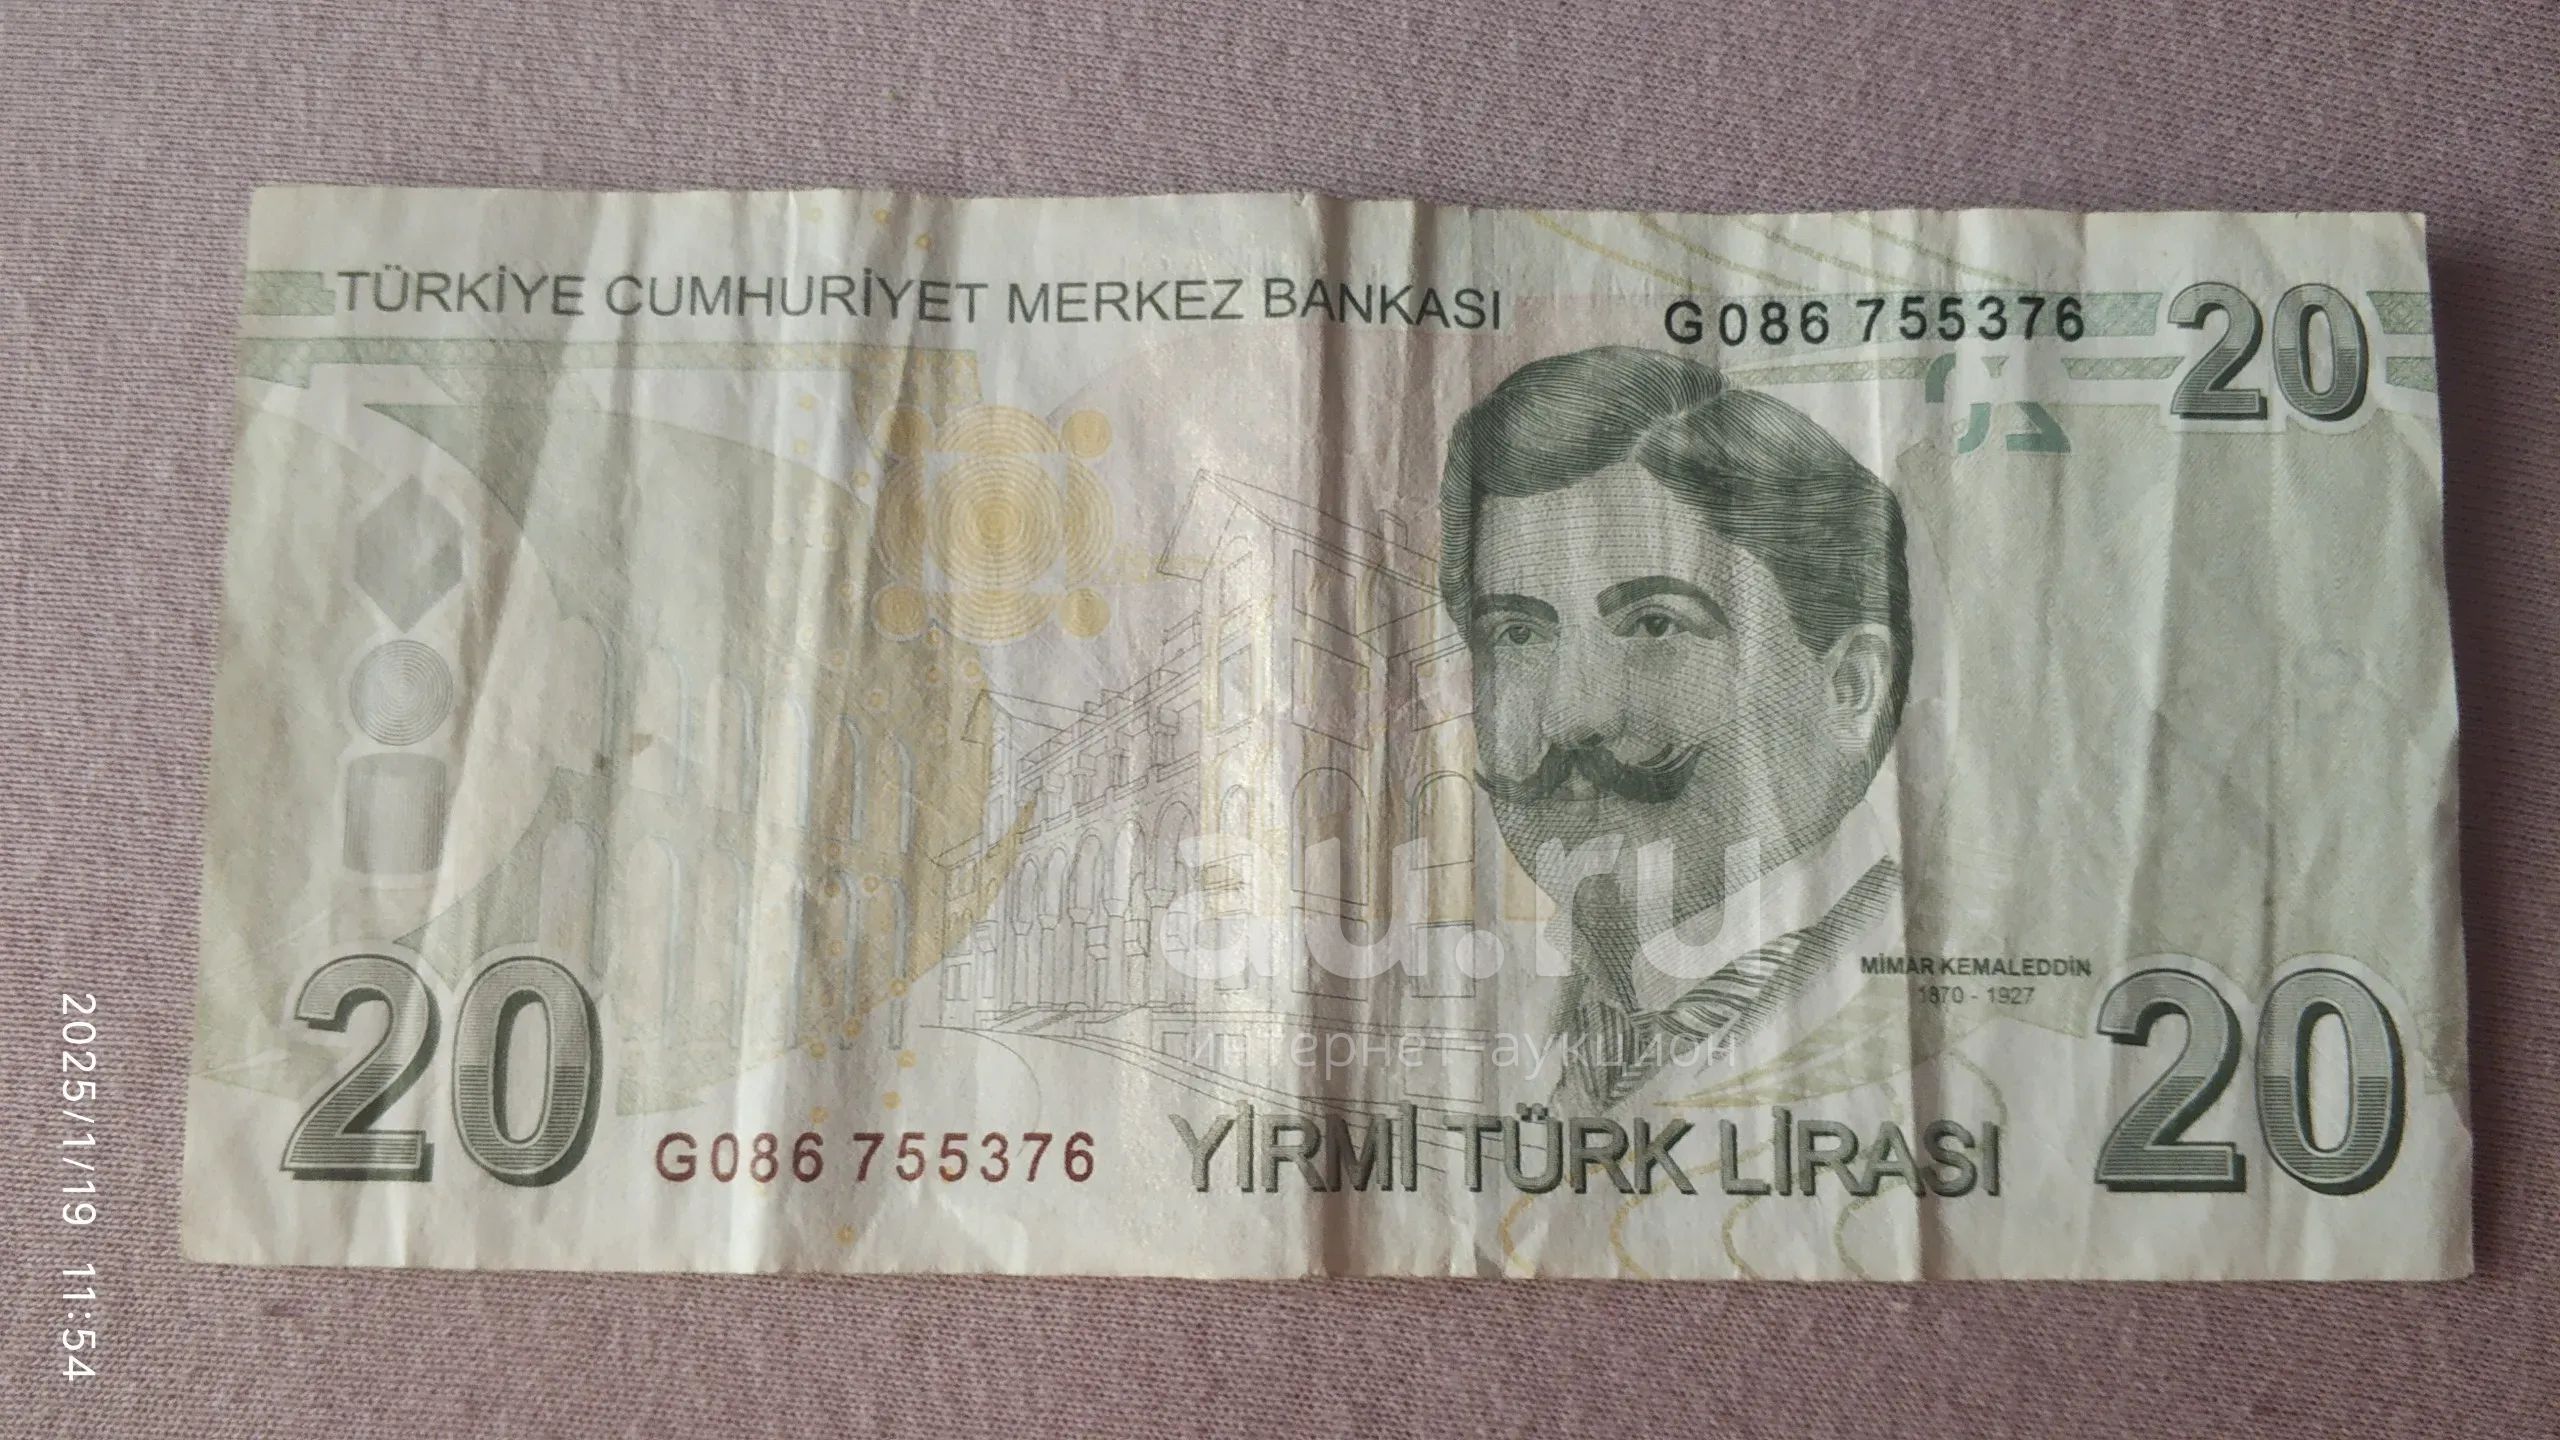 TÜRKİYE CUMHURİYET MERKEZ BANKASI
G086 755376
20
MİMAR KEMALEDDİN
1870 - 1927
au.ru
интернет аукцион
20
G086 755376
YİRMİ TÜRK LİRASI
20
2025/1/19 11:54